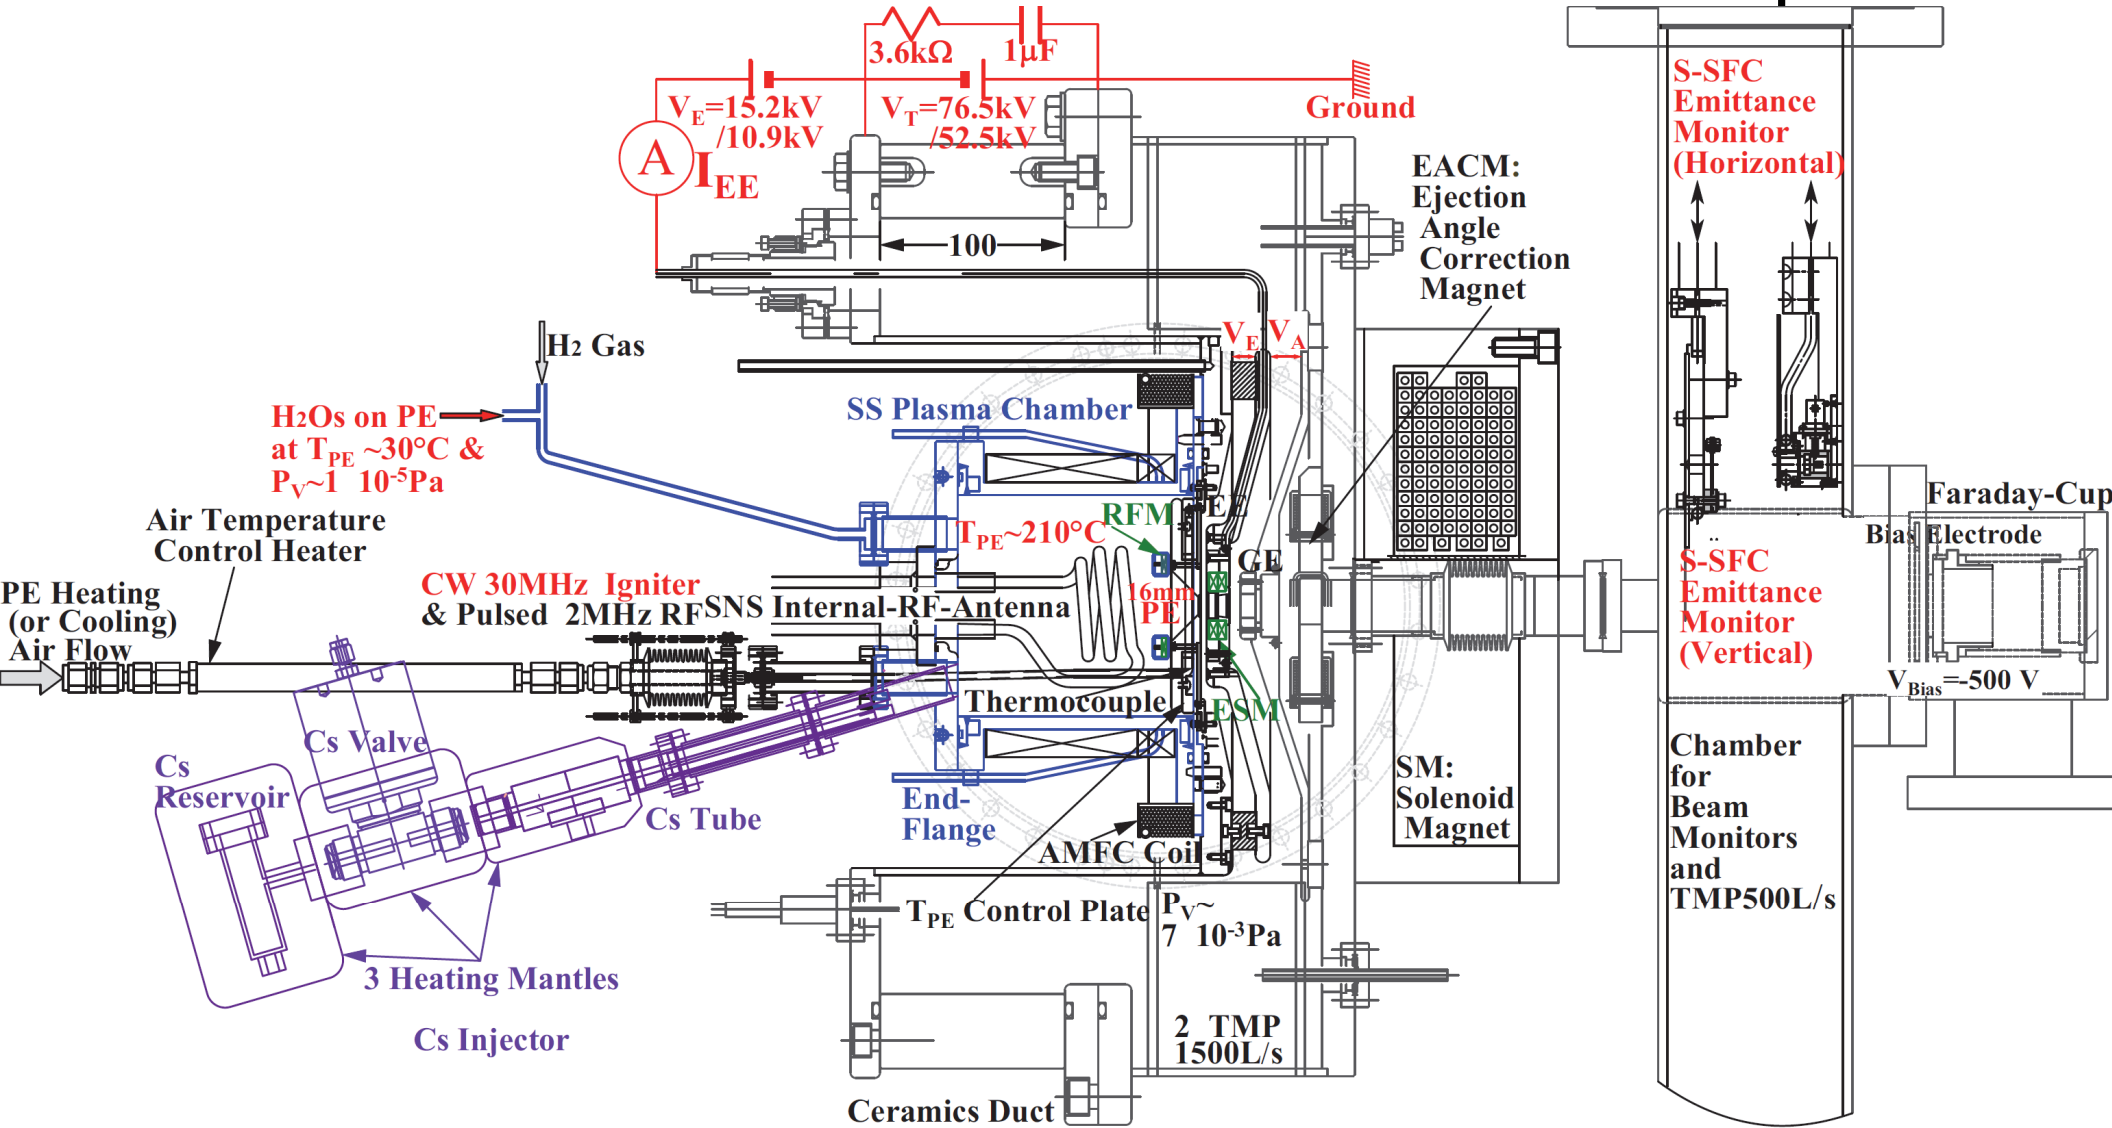 3.6kΩ
1μF
VE=15.2kV
/10.9kV
VT=76.5kV
/52.5kV
Ground
A
IEE
100
EACM:
Ejection
Angle
Correction
Magnet
S-SFC
Emittance
Monitor
(Horizontal)
H2 Gas
VE
VA
H2Os on PE
at TPE ~30°C &
PV~1 10-5Pa
SS Plasma Chamber
Air Temperature
Control Heater
RFM
EE
TPE~210°C
GE
Faraday-Cup
Bias Electrode
CW 30MHz Igniter
& Pulsed 2MHz RF
SNS Internal-RF-Antenna
16mm
PE
S-SFC
Emittance
Monitor
(Vertical)
PE Heating
(or Cooling)
Air Flow
VBias=-500 V
Thermocouple
ESM
Cs Valve
Cs
Reservoir
Cs Tube
End-
Flange
AMFC Coil
SM:
Solenoid
Magnet
Chamber
for
Beam
Monitors
and
TMP500L/s
TPE Control Plate
PV~
7 10-3Pa
3 Heating Mantles
Cs Injector
2 TMP
1500L/s
Ceramics Duct